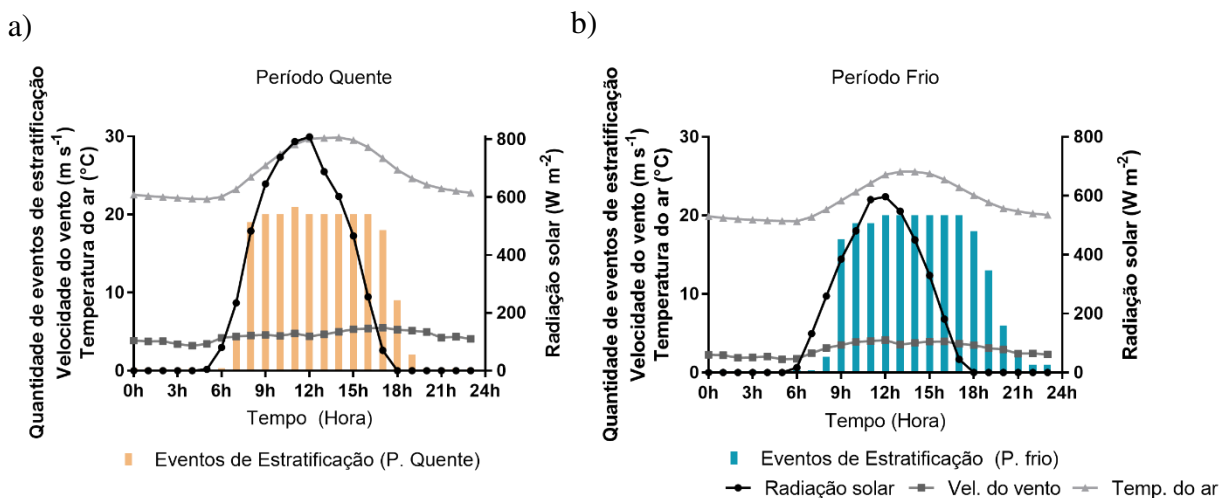 a)
Período Quente
Quantidade de eventos de estratificação
Velocidade do vento (m s-1)
Temperatura do ar (°C)
30
20
10
0
800
600
400
200
0
Radiação solar (W m-2)
0h 3h 6h 9h 12h 15h 18h 21h 24h
Tempo (Hora)
Eventos de Estratificação (P. Quente)
b)
Período Frio
Quantidade de eventos de estratificação
Velocidade do vento (m s-1)
Temperatura do ar (°C)
30
20
10
0
800
600
400
200
0
Radiação solar (W m-2)
0h 3h 6h 9h 12h 15h 18h 21h 24h
Tempo (Hora)
Eventos de Estratificação (P. frio)
Radiação solar Vel. do vento Temp. do ar